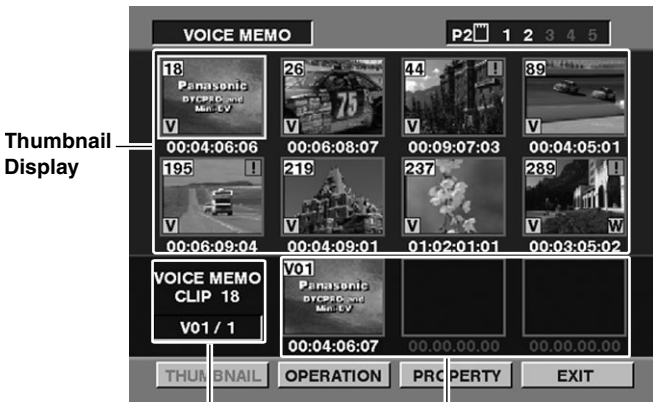 VOICE MEMO P2 1 2 3 4 5
18 26 44 ! 89
Panasonic
DVCPRO and
Mini-DV
75
V V V V
00:04:06:06 00:06:08:07 00:09:07:03 00:04:05:01
Thumbnail
Display
195 ! 219 237 289 !
V V V V W
00:06:09:04 00:04:09:01 01:02:01:01 00:03:05:02
VOICE MEMO
CLIP 18
V01 / 1
V01
Panasonic
DVCPRO and
Mini-DV
00:04:06:07 00.00.00.00 00.00.00.00
THUMBNAIL OPERATION PROPERTY EXIT